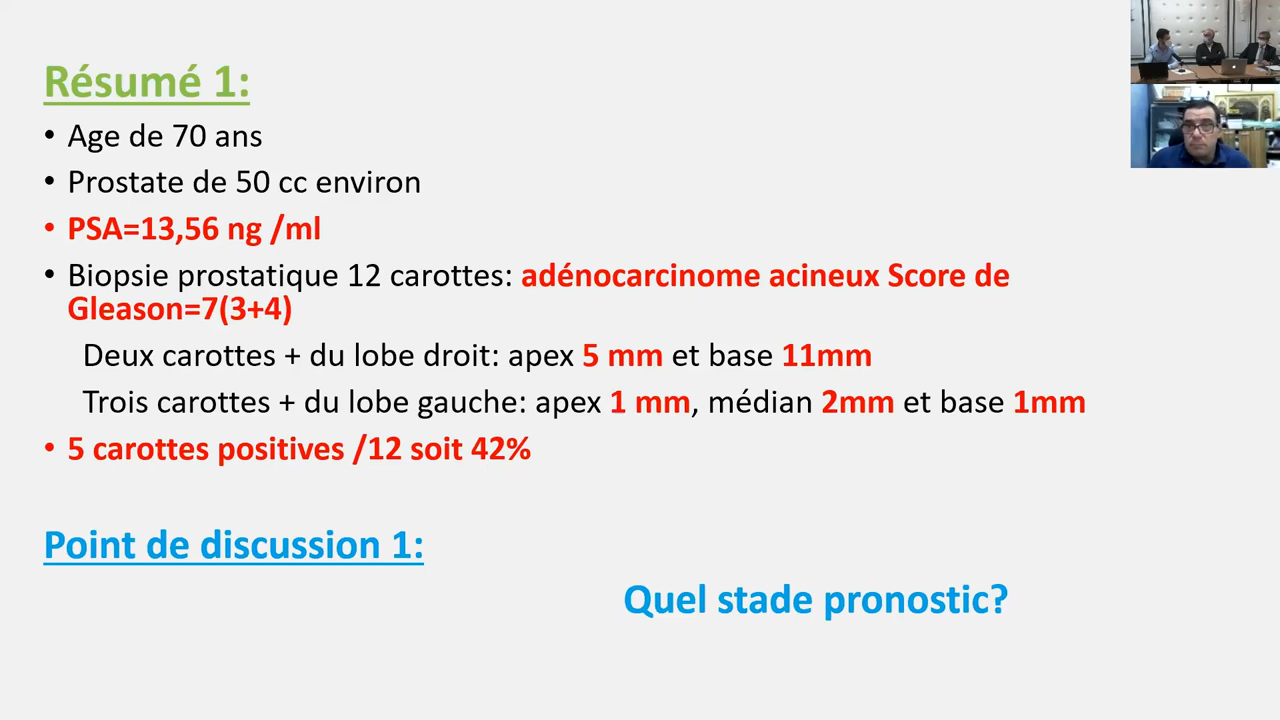 Résumé 1:
• Age de 70 ans
• Prostate de 50 cc environ
• PSA=13,56 ng /ml
• Biopsie prostatique 12 carottes: adénocarcinome acineux Score de
Gleason=7(3+4)
Deux carottes + du lobe droit: apex 5 mm et base 11mm
Trois carottes + du lobe gauche: apex 1 mm, médian 2mm et base 1mm
• 5 carottes positives /12 soit 42%
Point de discussion 1:
Quel stade pronostic?